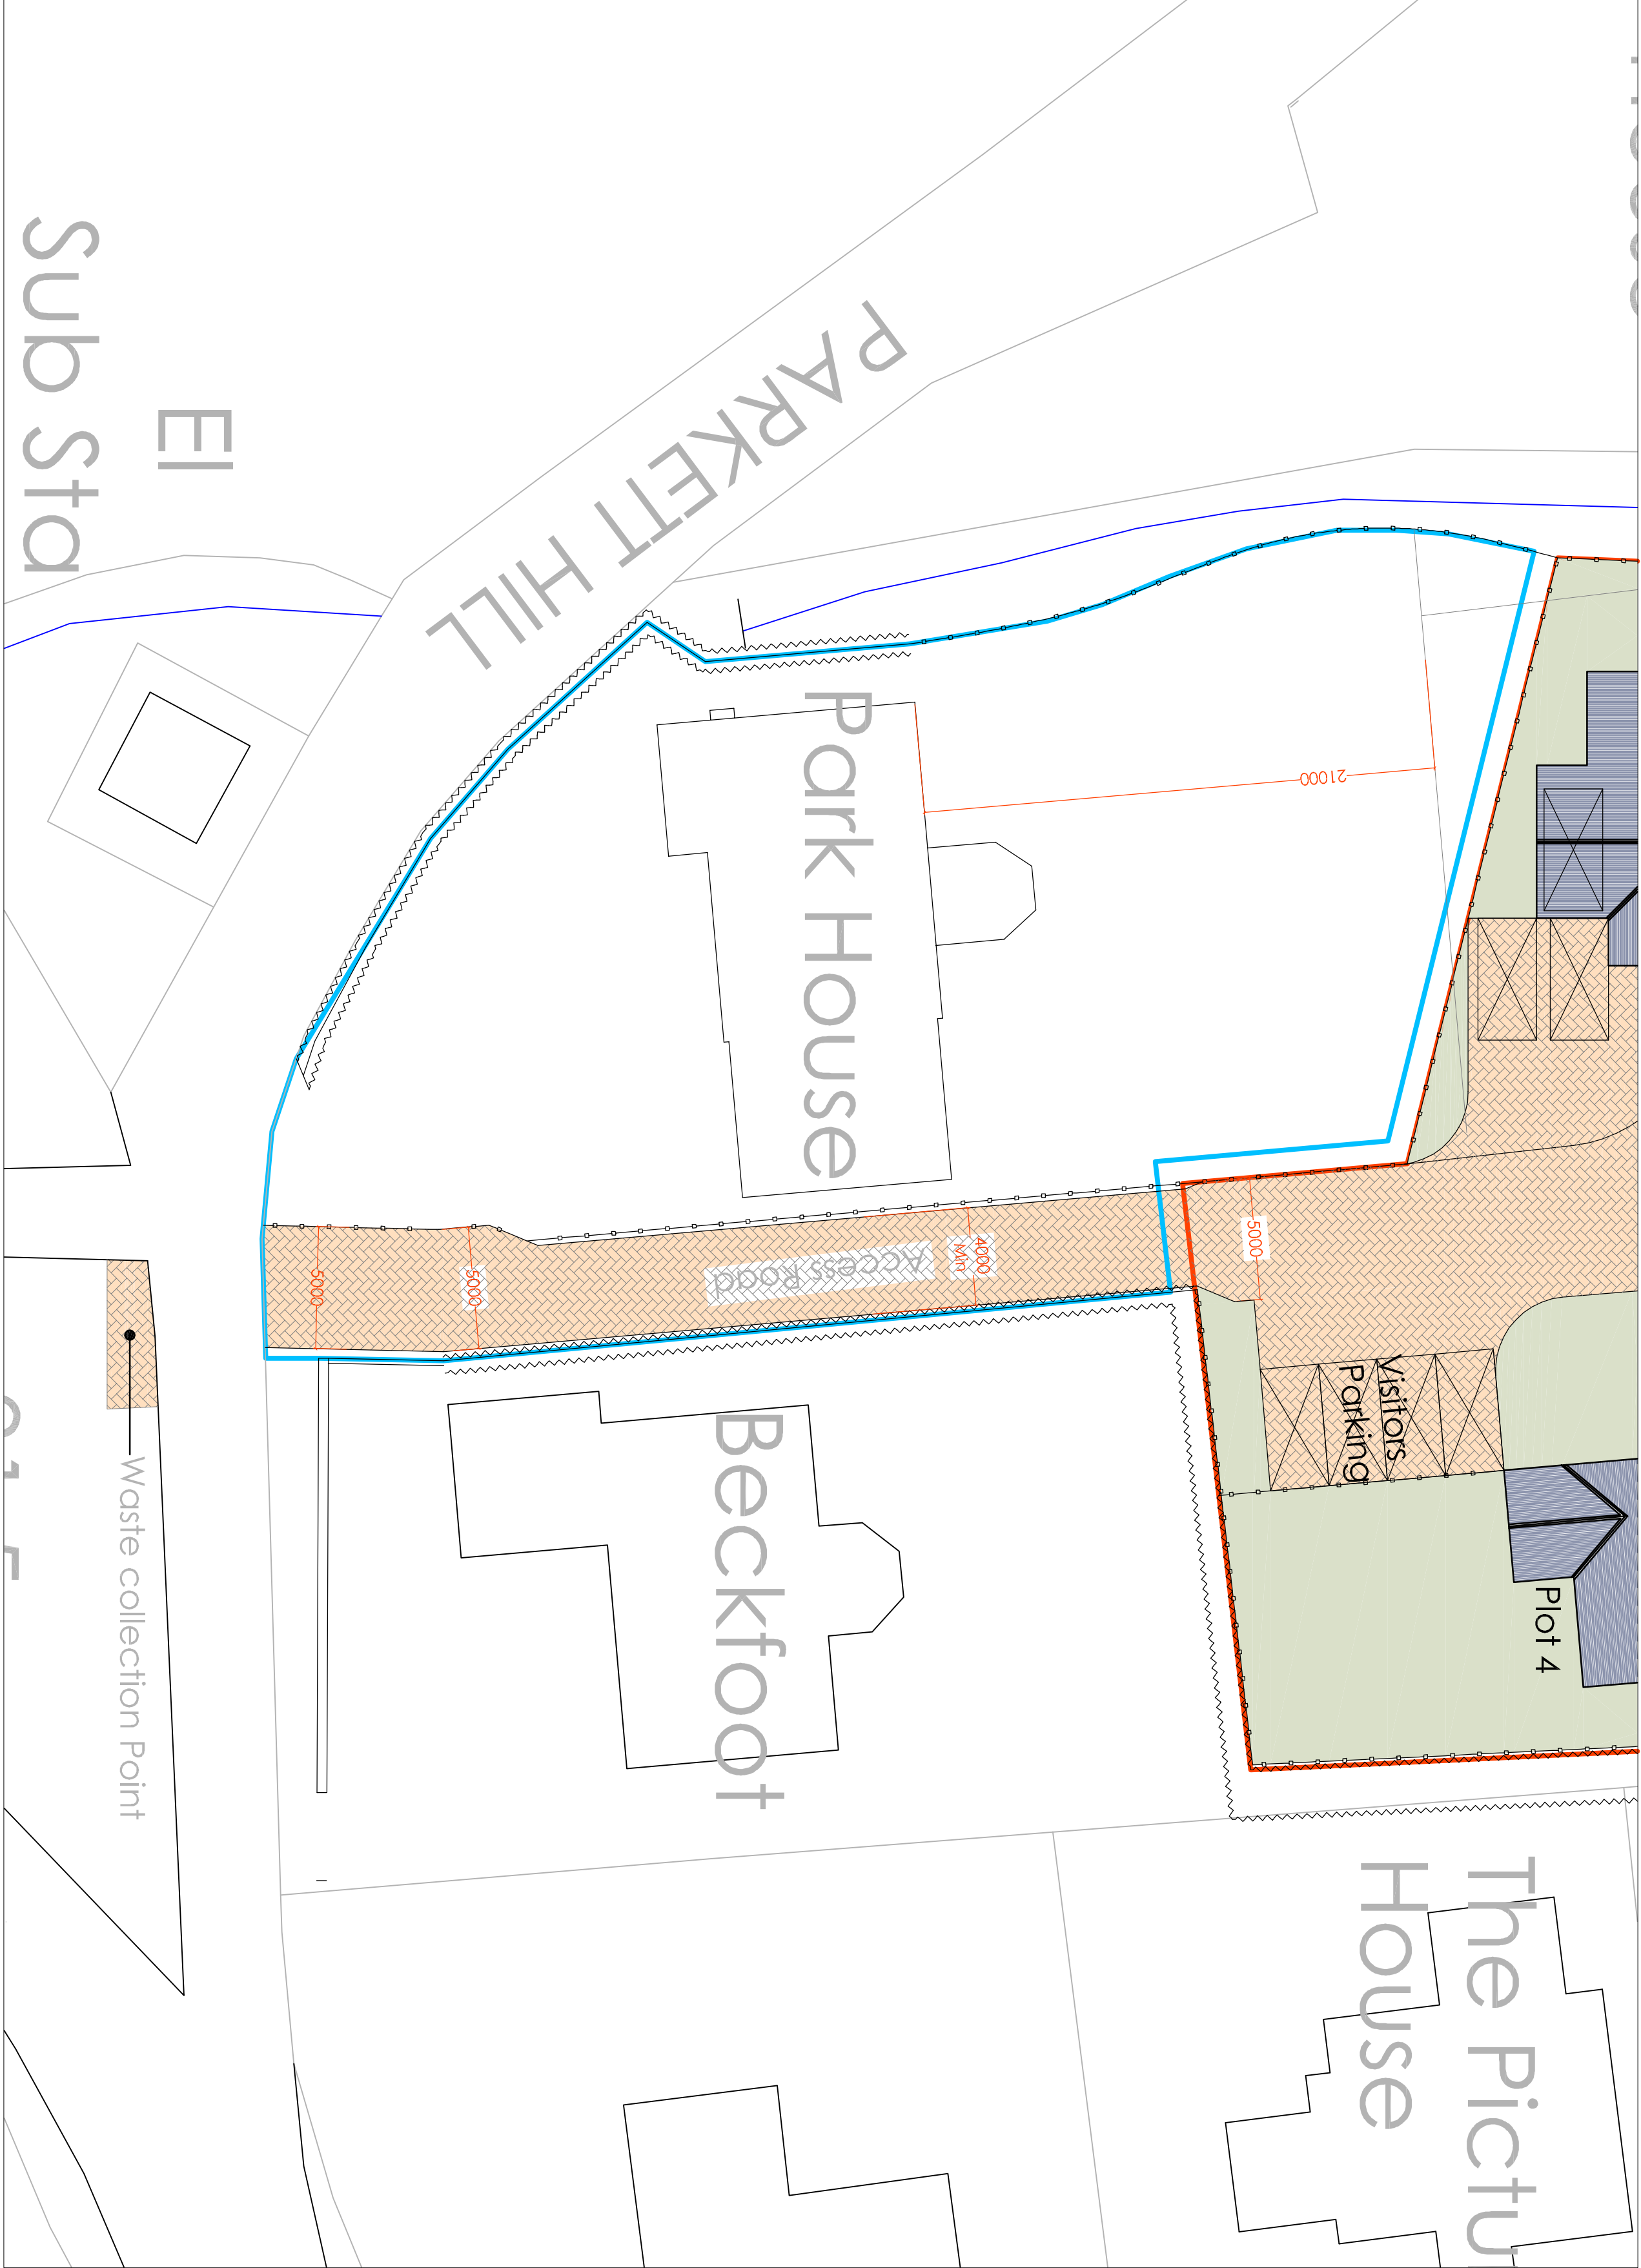 El
Sub Sta
PARKETT HILL
Park House
21000
5000
4000
Min
Access Road
5000
5000
Visitors
Parking
Plot 4
Beckfoot
Waste collection Point
The Pictu
House